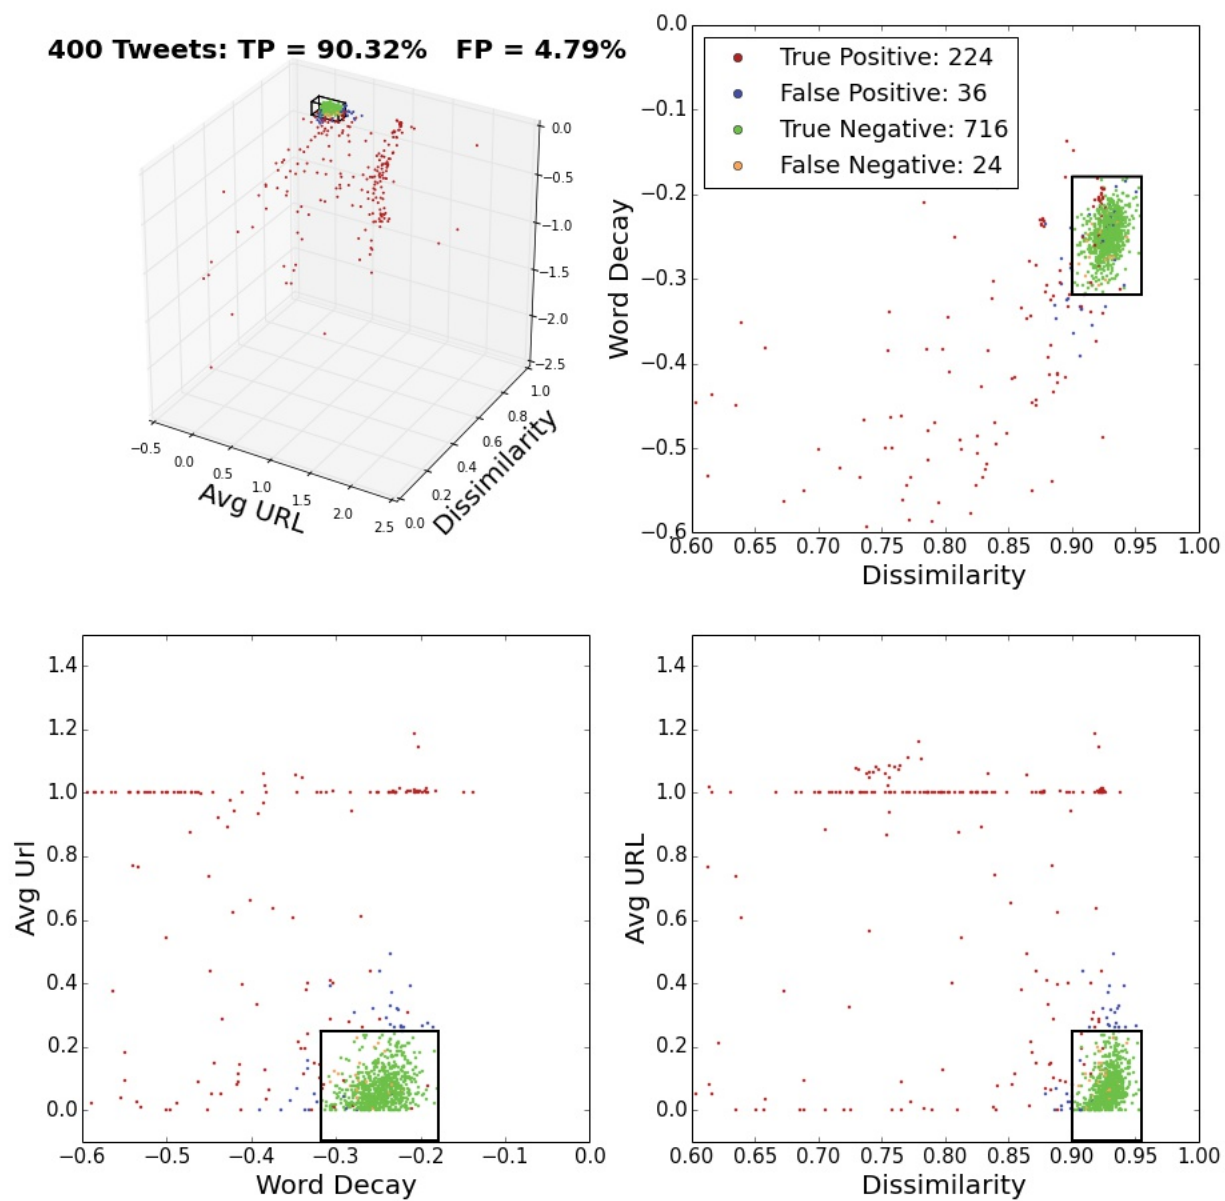 400 Tweets: TP = 90.32%   FP = 4.79%
0.0
−0.5
−1.0
−1.5
−2.0
−2.5
−0.5
0.0
0.5
1.0
1.5
2.0
2.5
Avg URL
0.0
0.2
0.4
0.6
0.8
1.0
Dissimilarity
True Positive: 224
False Positive: 36
True Negative: 716
False Negative: 24
0.0
−0.1
−0.2
−0.3
−0.4
−0.5
−0.6
Word Decay
0.60 0.65 0.70 0.75 0.80 0.85 0.90 0.95 1.00
Dissimilarity
1.4
1.2
1.0
0.8
0.6
0.4
0.2
0.0
Avg Url
−0.6 −0.5 −0.4 −0.3 −0.2 −0.1 0.0
Word Decay
1.4
1.2
1.0
0.8
0.6
0.4
0.2
0.0
Avg URL
0.60 0.65 0.70 0.75 0.80 0.85 0.90 0.95 1.00
Dissimilarity